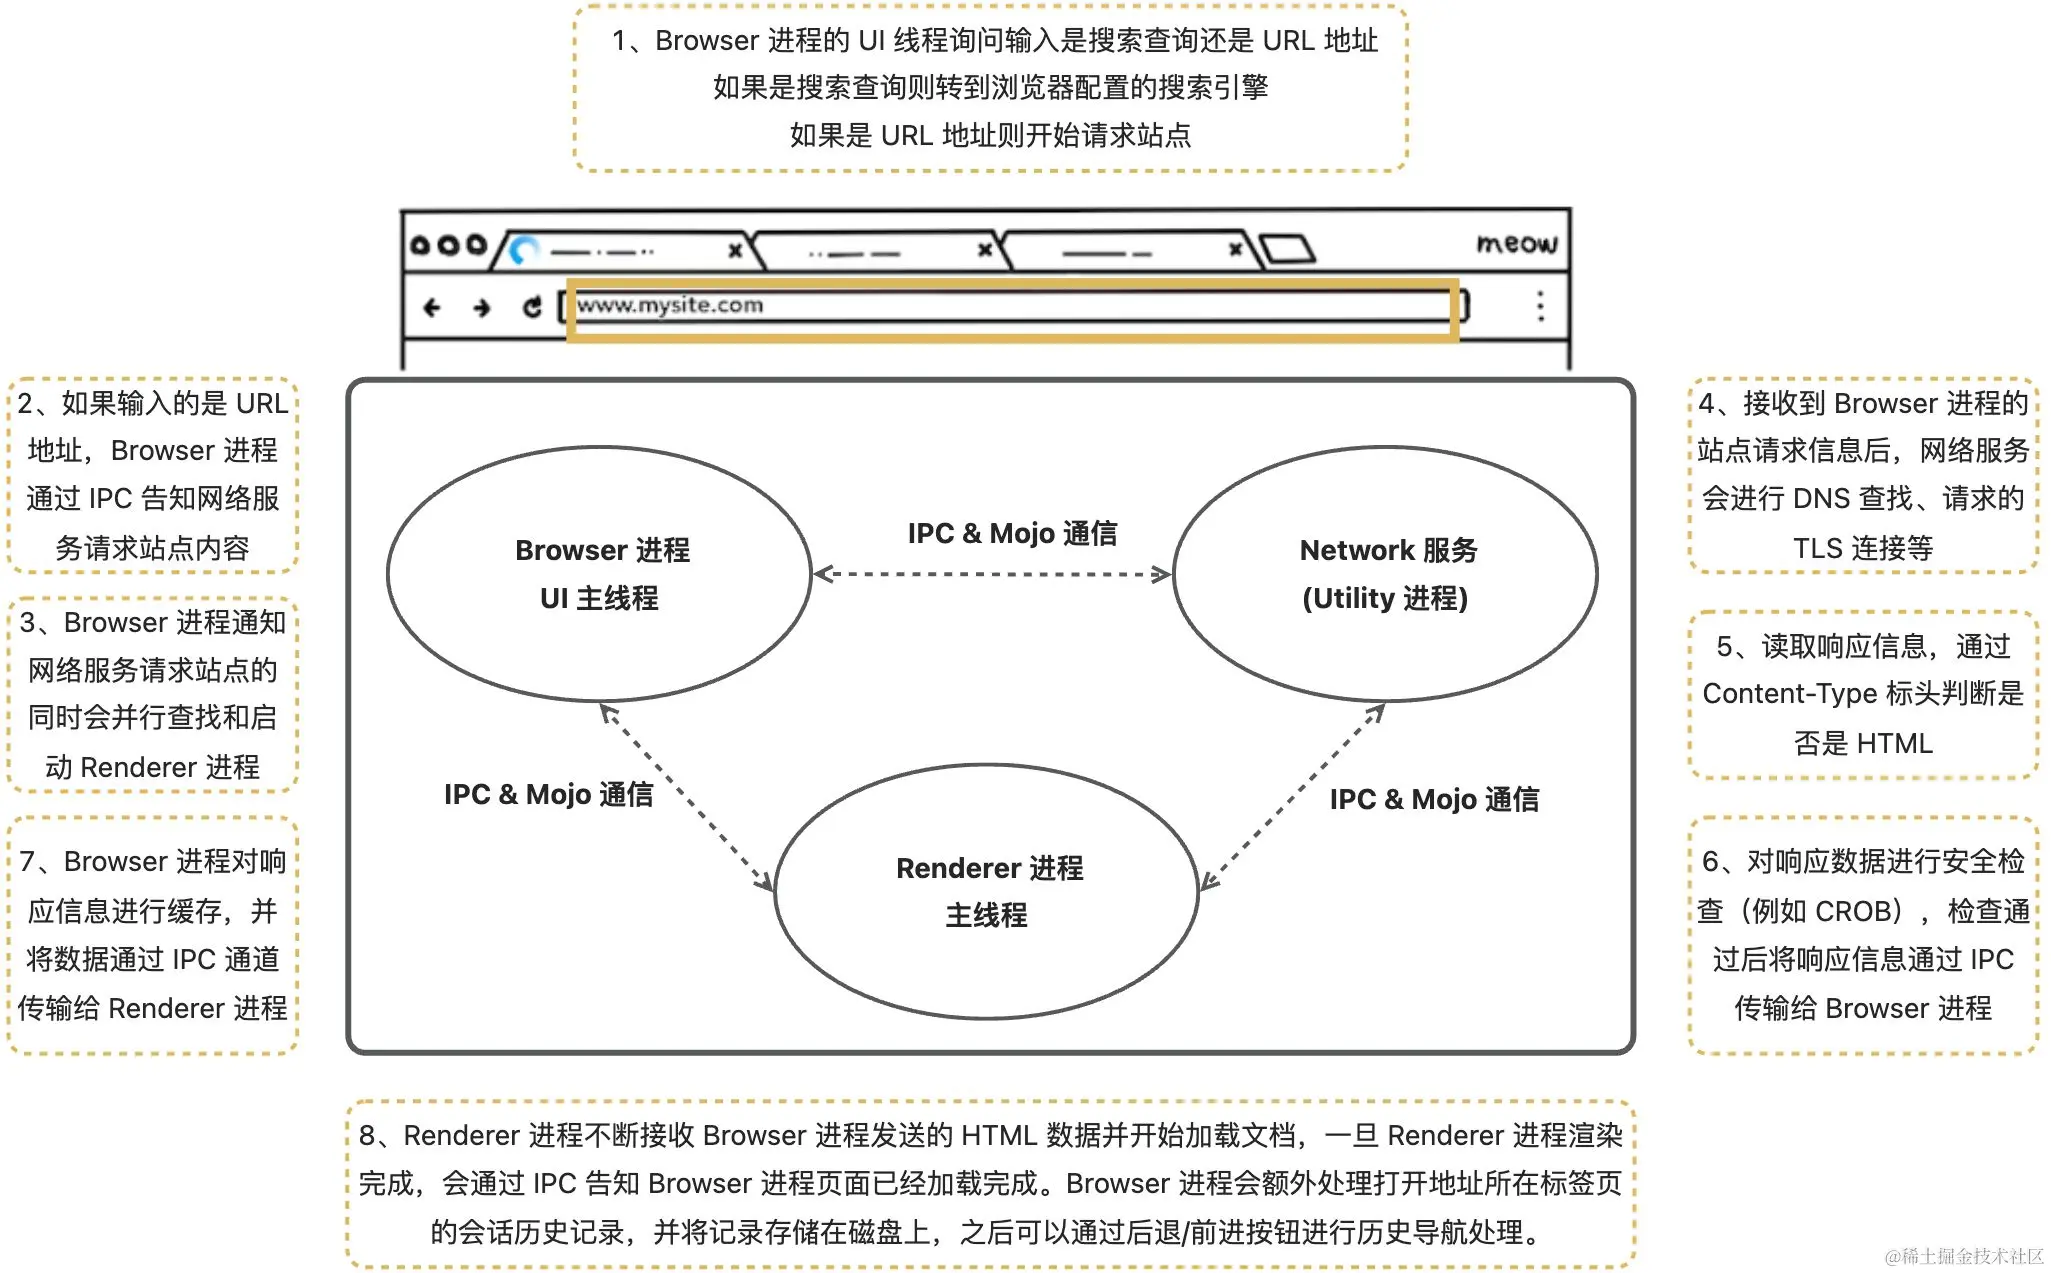 1、Browser 进程的 UI 线程询问输入是搜索查询还是 URL 地址
如果是搜索查询则转到浏览器配置的搜索引擎
如果是 URL 地址则开始请求站点
meow
www.mysite.com
2、如果输入的是 URL
地址，Browser 进程
通过 IPC 告知网络服
务请求站点内容
3、Browser 进程通知
网络服务请求站点的
同时会并行查找和启
动 Renderer 进程
7、Browser 进程对响
应信息进行缓存，并
将数据通过 IPC 通道
传输给 Renderer 进程
Browser 进程
UI 主线程
IPC & Mojo 通信
Network 服务
(Utility 进程)
IPC & Mojo 通信
IPC & Mojo 通信
Renderer 进程
主线程
4、接收到 Browser 进程的
站点请求信息后，网络服务
会进行 DNS 查找、请求的
TLS 连接等
5、读取响应信息，通过
Content-Type 标头判断是
否是 HTML
6、对响应数据进行安全检
查（例如 CROB），检查通
过后将响应信息通过 IPC
传输给 Browser 进程
8、Renderer 进程不断接收 Browser 进程发送的 HTML 数据并开始加载文档，一旦 Renderer 进程渲染
完成，会通过 IPC 告知 Browser 进程页面已经加载完成。Browser 进程会额外处理打开地址所在标签页
的会话历史记录，并将记录存储在磁盘上，之后可以通过后退/前进按钮进行历史导航处理。
@稀土掘金技术社区